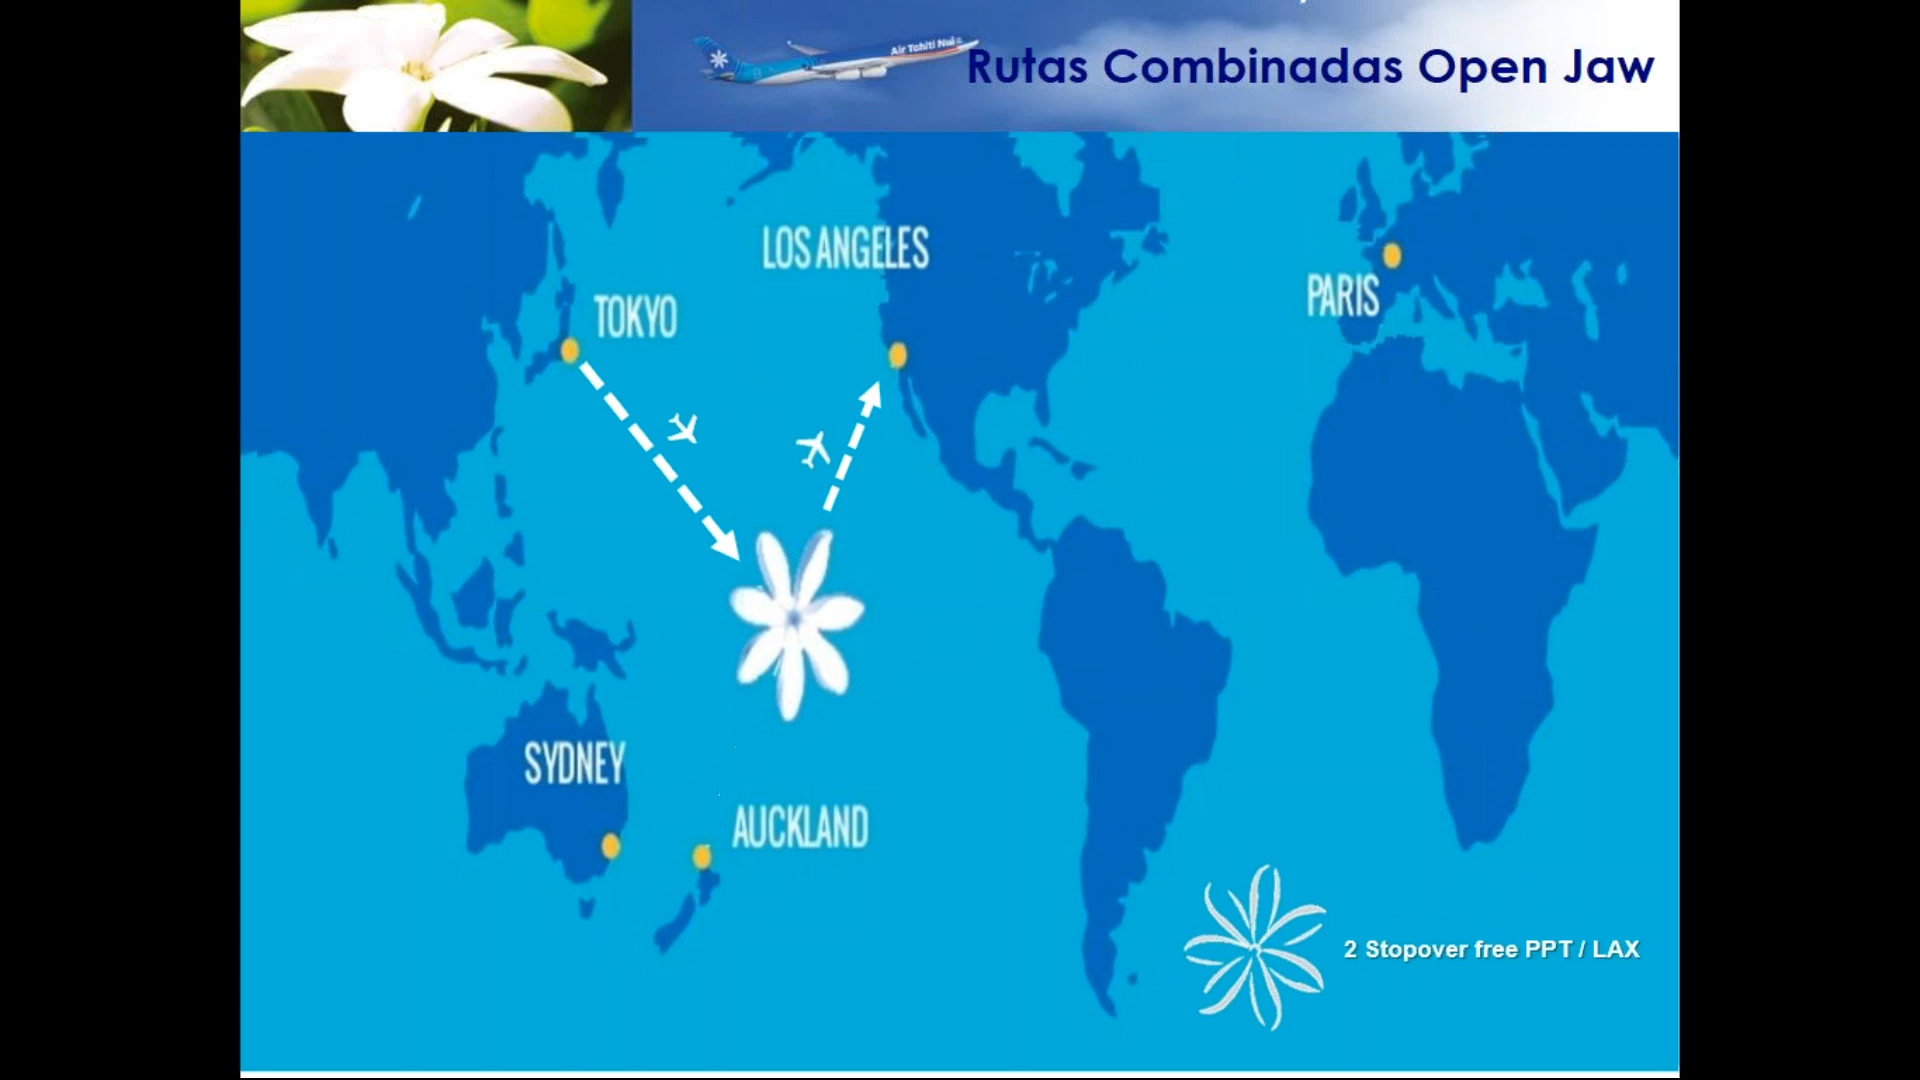 Air Tahiti Nui
Rutas Combinadas Open Jaw
LOS ANGELES
TOKYO
PARIS
SYDNEY
AUCKLAND
2 Stopover free PPT / LAX